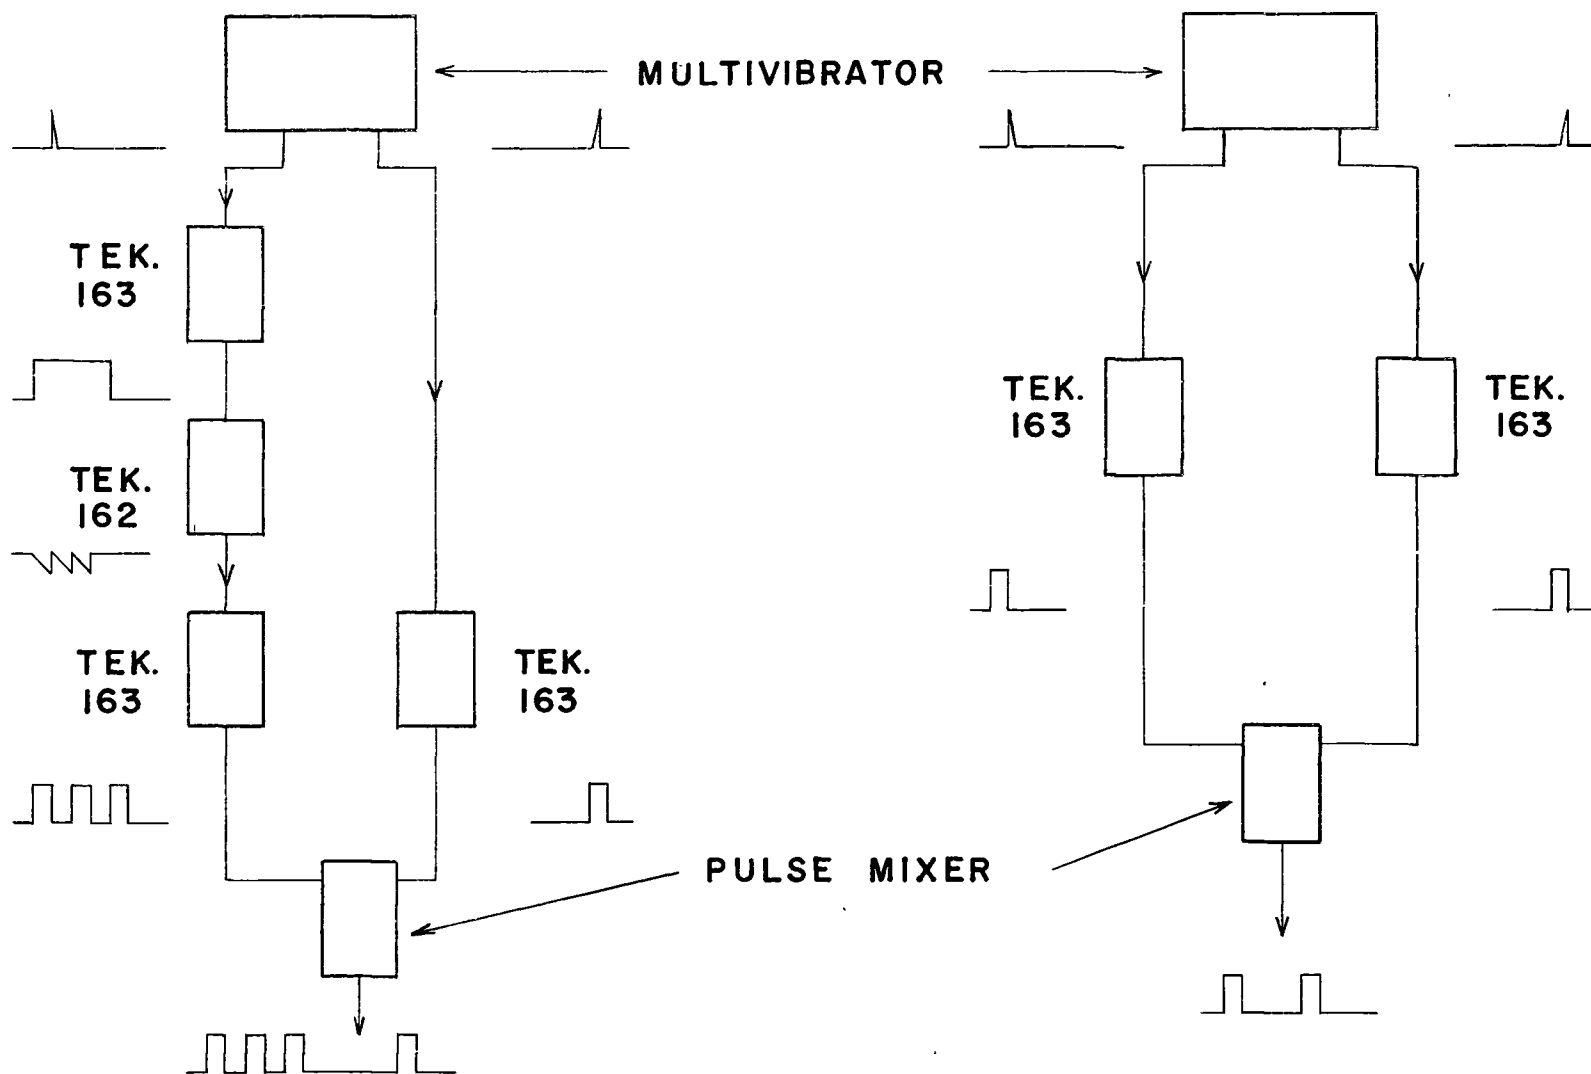 MULTIVIBRATOR
TEK.
163
TEK.
163
TEK.
163
TEK.
162
TEK.
163
TEK.
163
PULSE MIXER